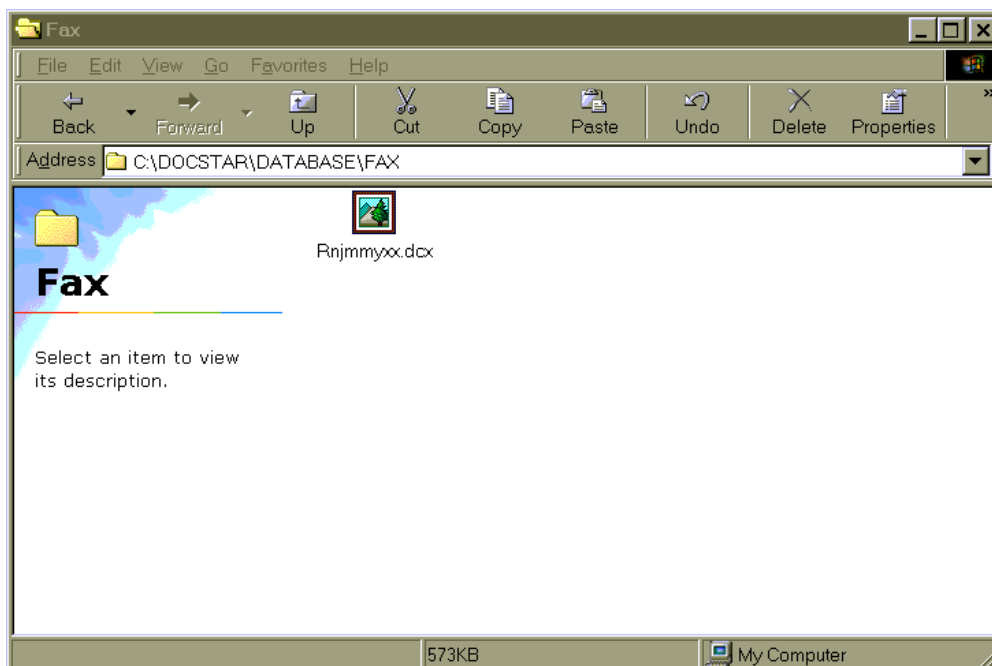 Fax
File Edit View Go Favorites Help
Back Forward Up Cut Copy Paste Undo Delete Properties »
Address C:\DOCSTAR\DATABASE\FAX
Rnjmmyxx.dcx
Fax
Select an item to view
its description.
573KB My Computer